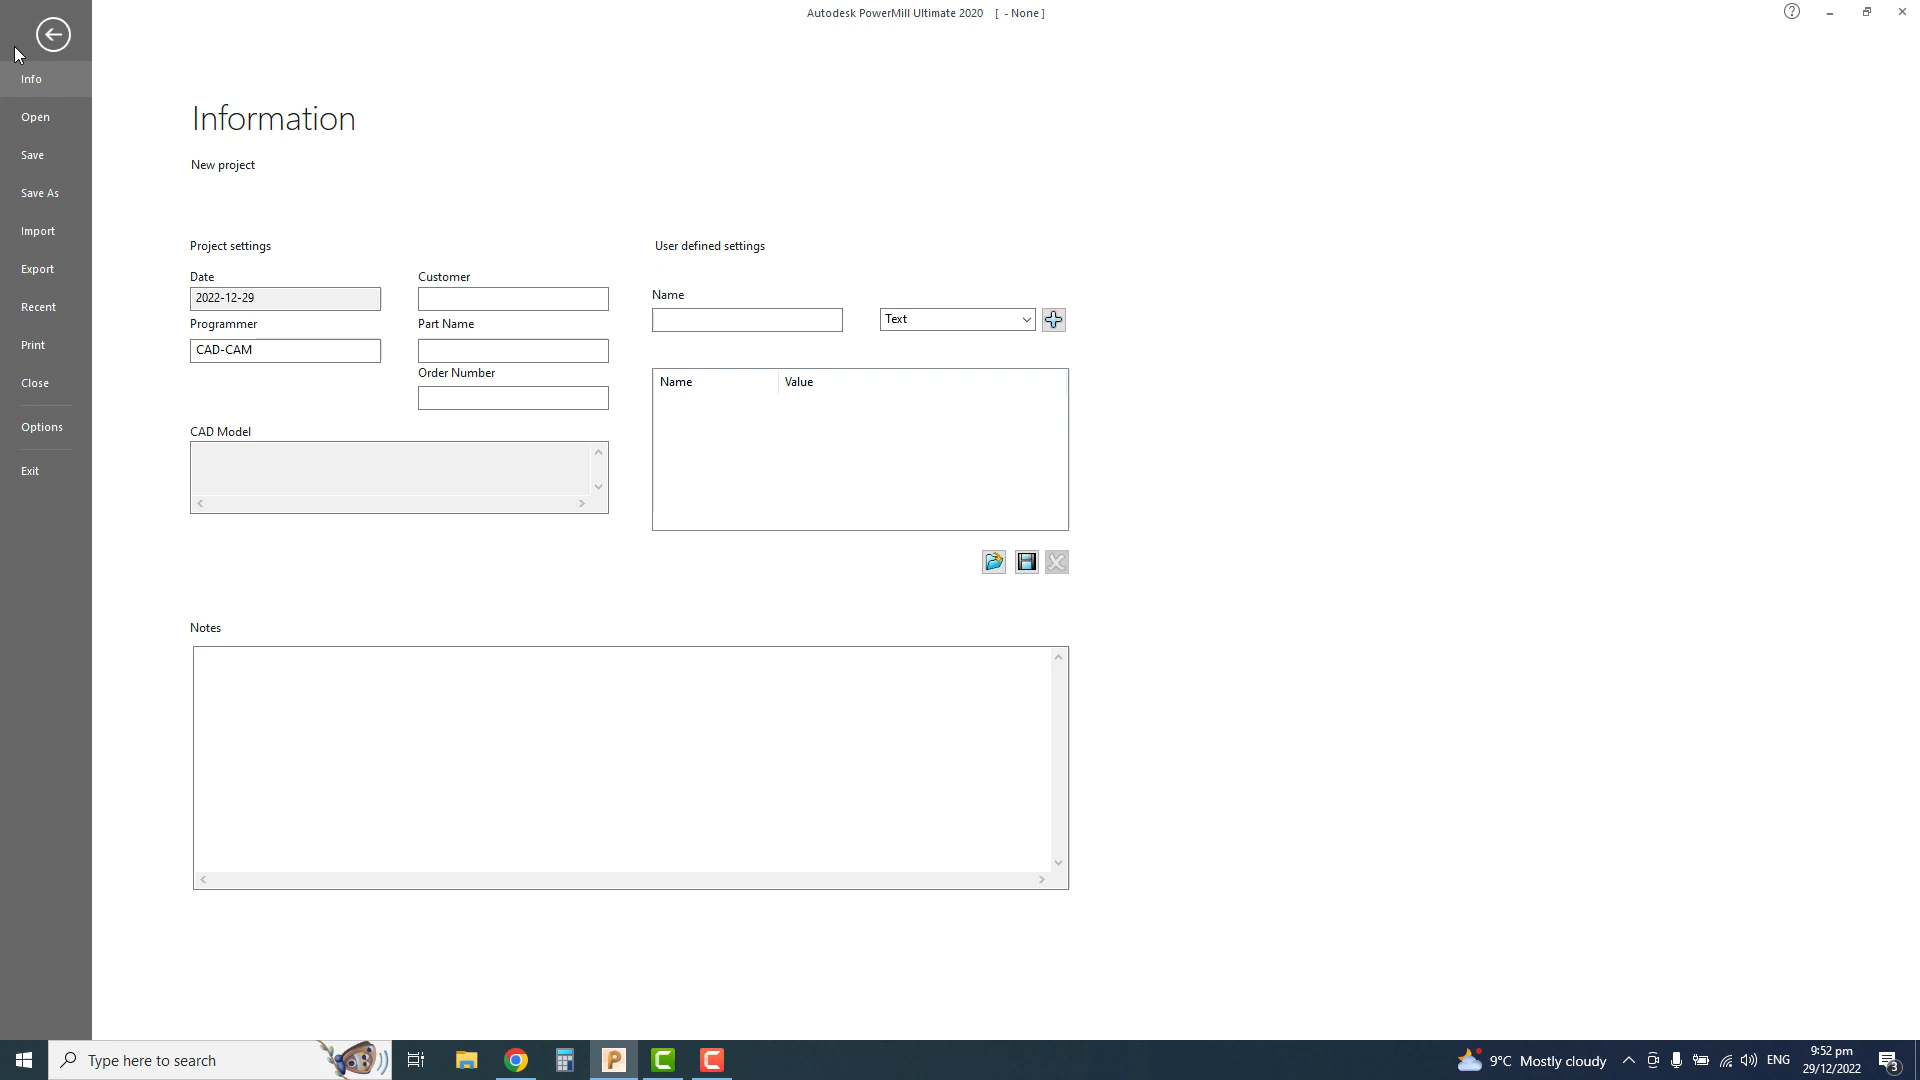 Autodesk PowerMill Ultimate 2020 [ - None ]
Info
Open
Save
Save As
Import
Export
Recent
Print
Close
Options
Exit
Information
New project
Project settings
Date
2022-12-29
Programmer
CAD-CAM
Customer
Part Name
Order Number
CAD Model
User defined settings
Name
Text
Name Value
Notes
Type here to search
9°C Mostly cloudy
ENG
9:52 pm
29/12/2022
3